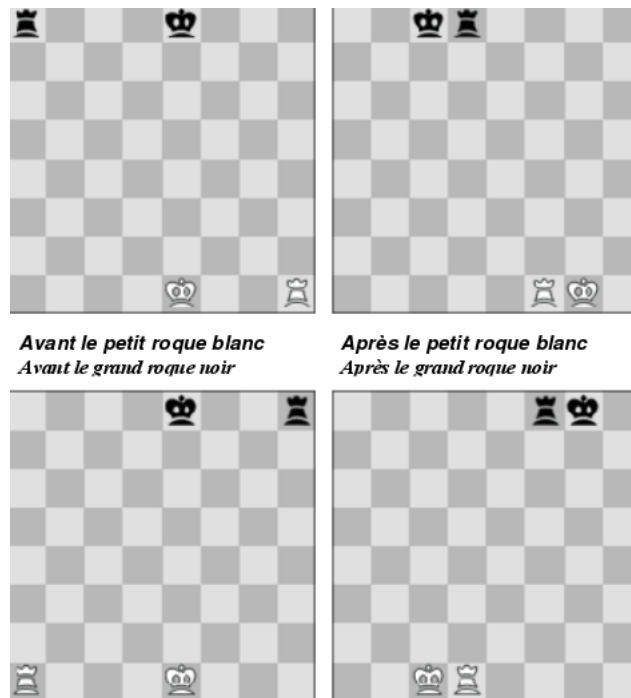 Avant le petit roque blanc
Avant le grand roque noir
Après le petit roque blanc
Après le grand roque noir